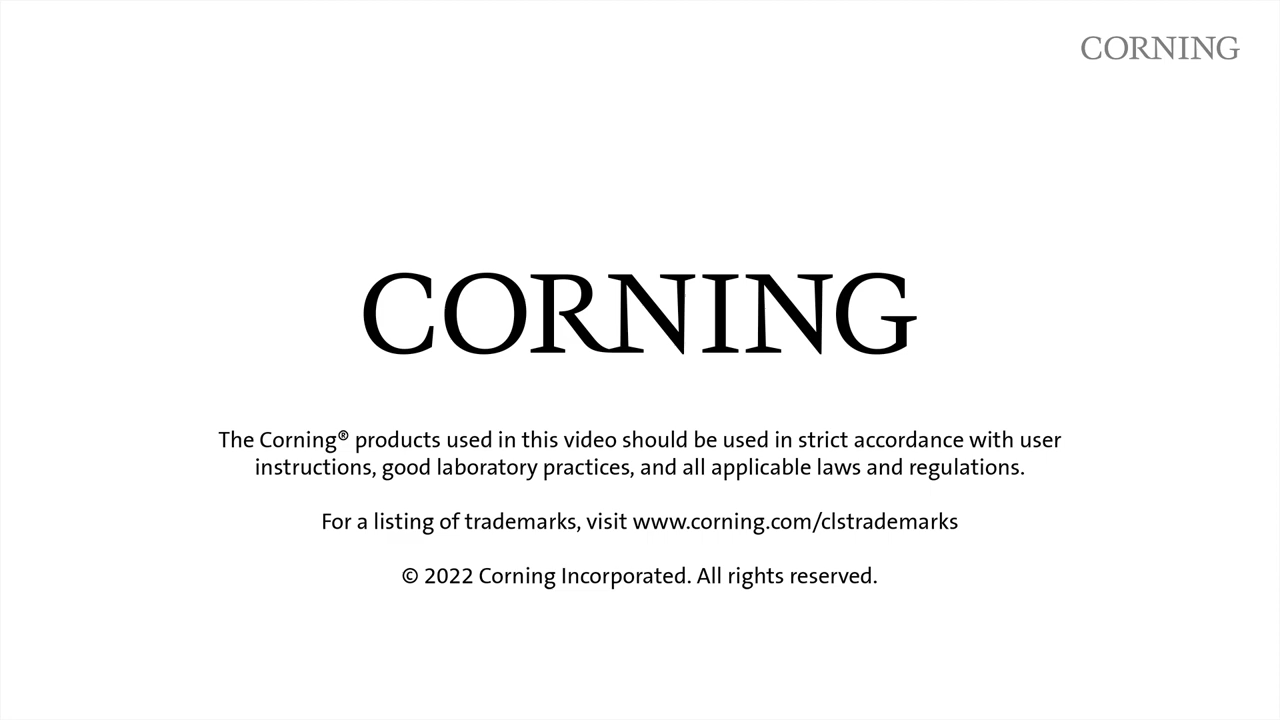 CORNING
CORNING
The Corning® products used in this video should be used in strict accordance with user
instructions, good laboratory practices, and all applicable laws and regulations.
For a listing of trademarks, visit www.corning.com/clstrademarks
© 2022 Corning Incorporated. All rights reserved.